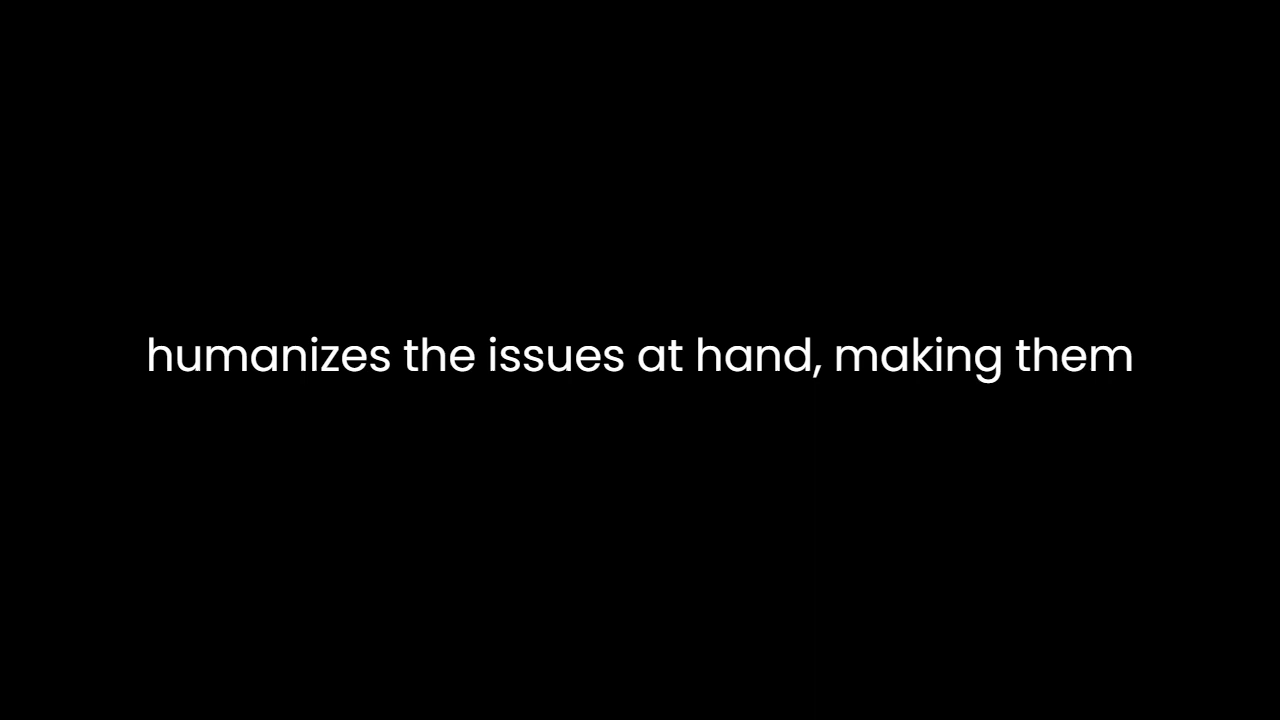 humanizes the issues at hand, making them